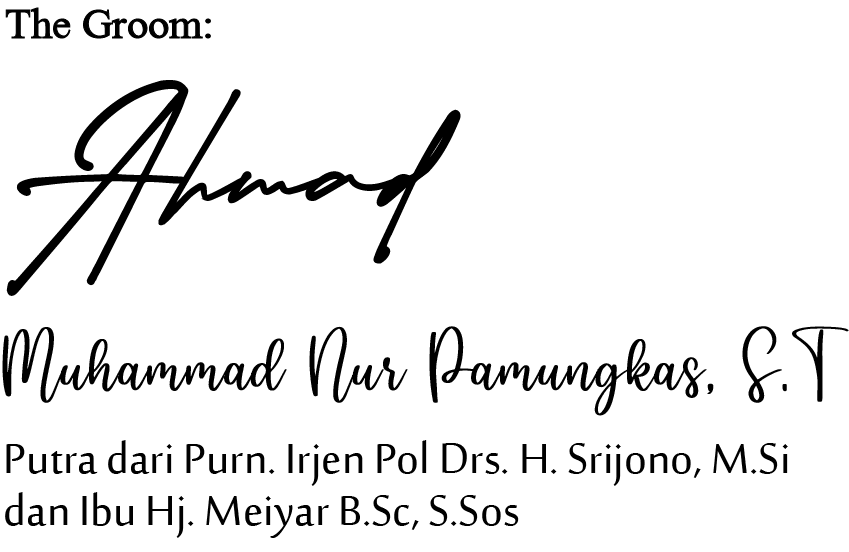 The Groom:
Ahmad
Muhammad Nur Pamungkas, S.T
Putra dari Purn. Irjen Pol Drs. H. Srijono, M.Si
dan Ibu Hj. Meiyar B.Sc, S.Sos